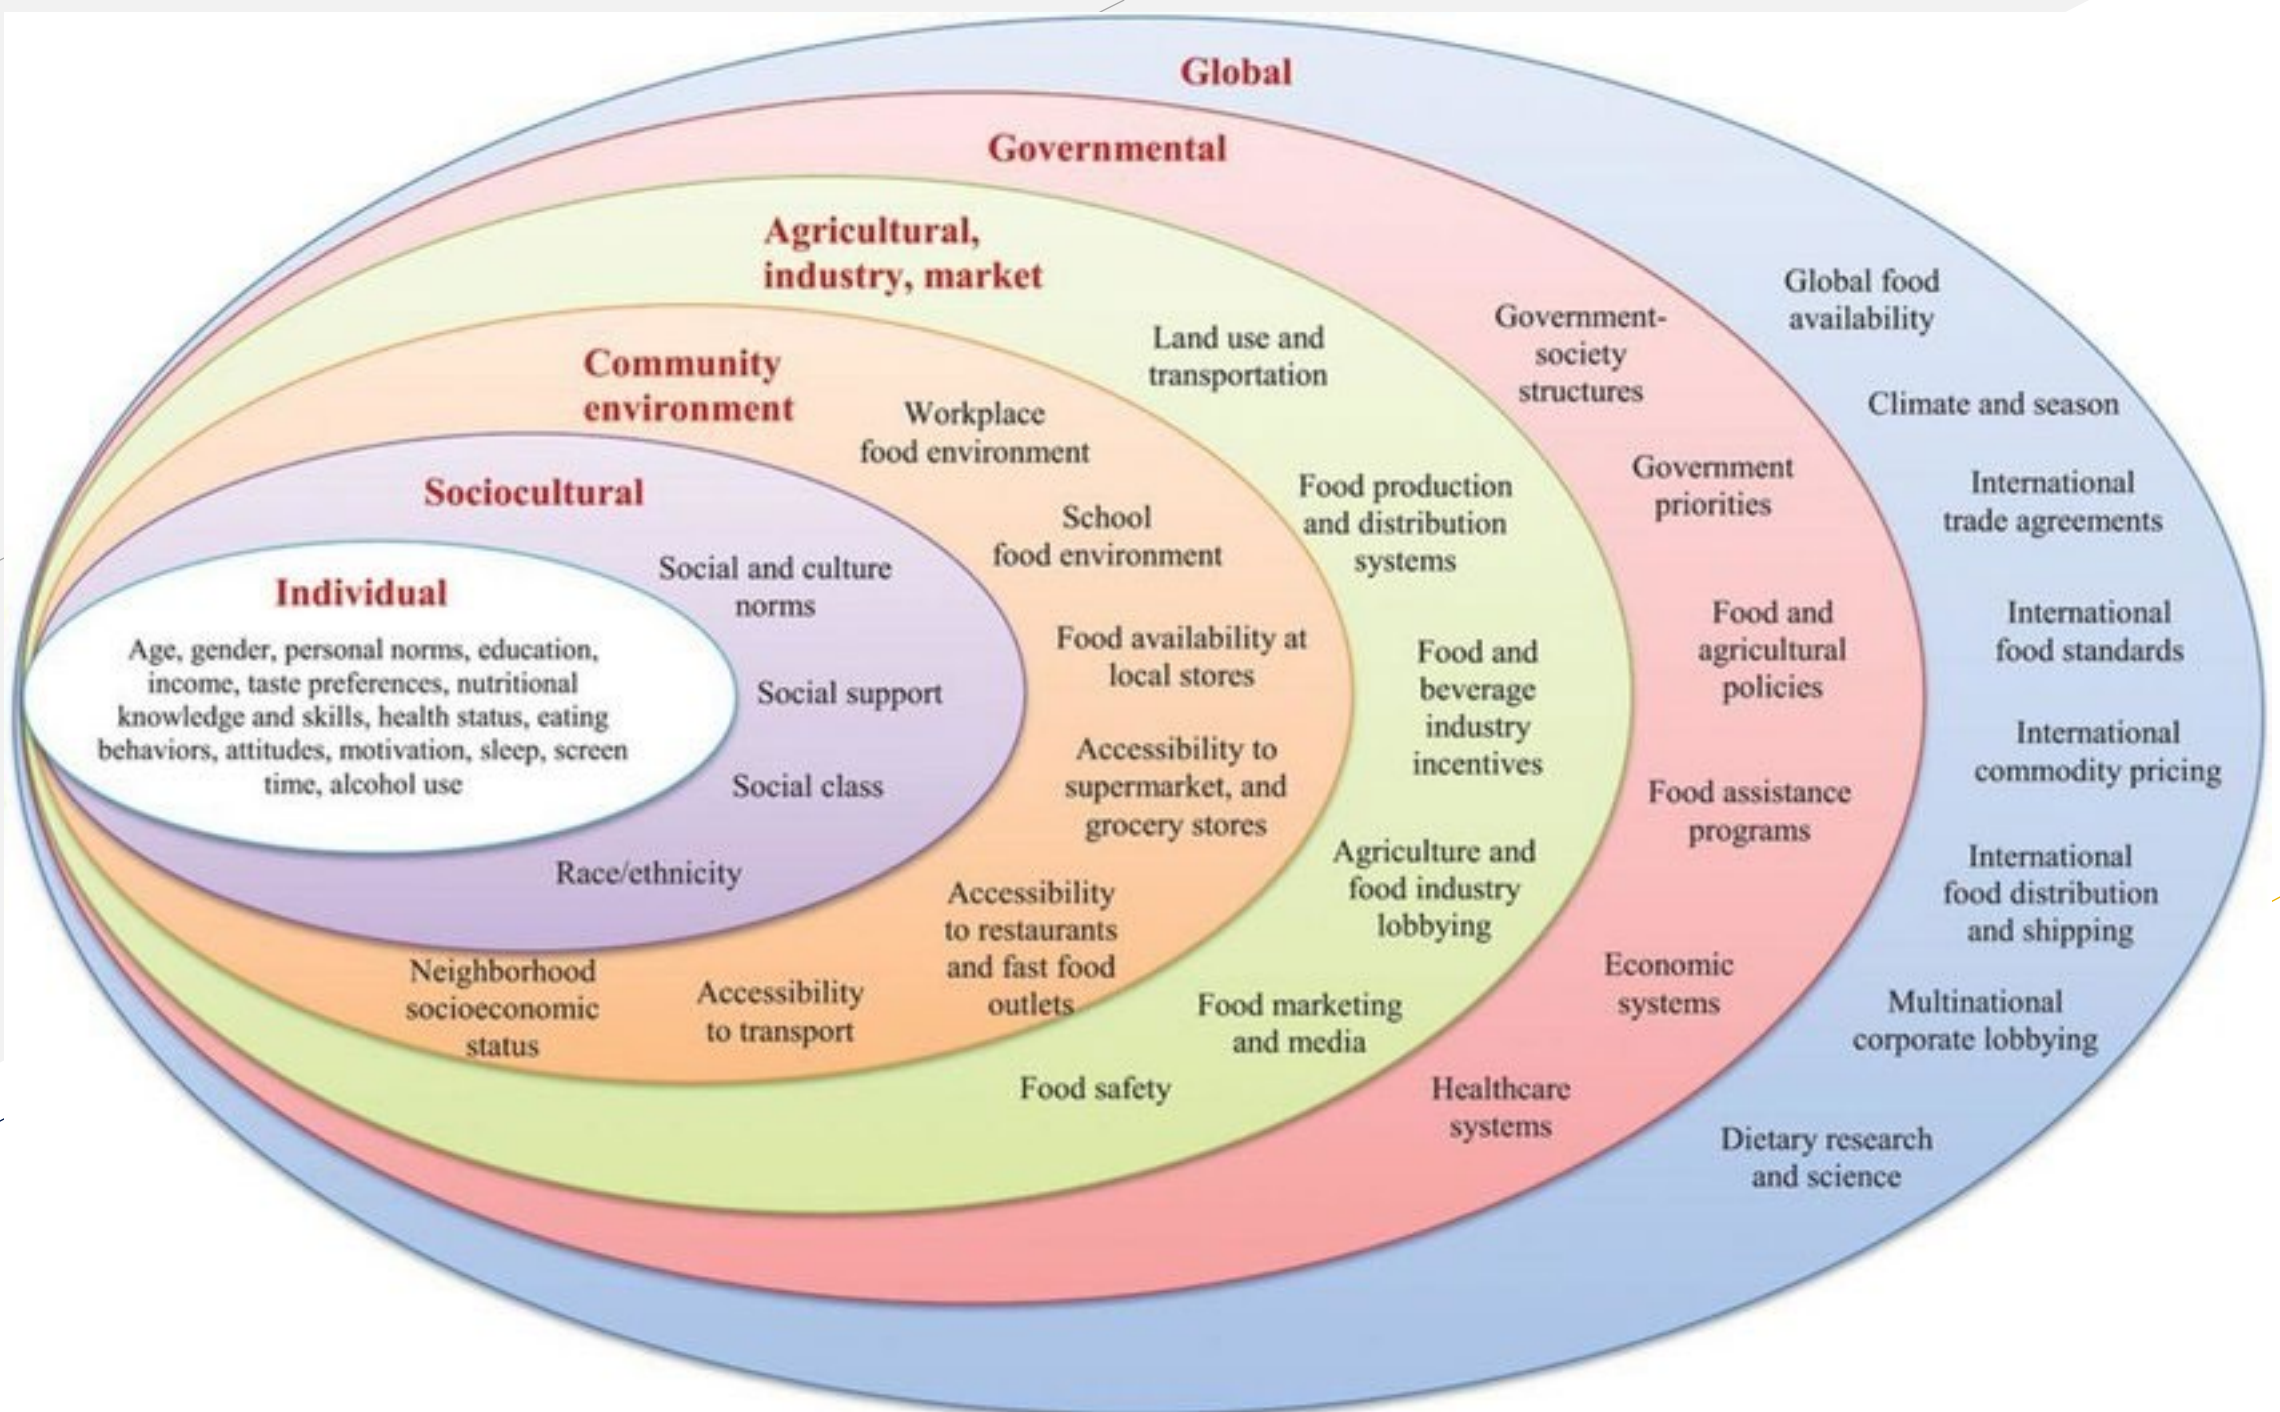 Global
Governmental
Agricultural,
industry, market
Community
environment
Sociocultural
Individual
Age, gender, personal norms, education,
income, taste preferences, nutritional
knowledge and skills, health status, eating
behaviors, attitudes, motivation, sleep, screen
time, alcohol use
Social and culture
norms
Social support
Social class
Race/ethnicity
Workplace
food environment
School
food environment
Food availability at
local stores
Accessibility to
supermarket, and
grocery stores
Accessibility
to restaurants
and fast food
outlets
Accessibility
to transport
Neighborhood
socioeconomic
status
Land use and
transportation
Food production
and distribution
systems
Food and
beverage
industry
incentives
Agriculture and
food industry
lobbying
Food marketing
and media
Food safety
Government-
society
structures
Government
priorities
Food and
agricultural
policies
Food assistance
programs
Economic
systems
Healthcare
systems
Global food
availability
Climate and season
International
trade agreements
International
food standards
International
commodity pricing
International
food distribution
and shipping
Multinational
corporate lobbying
Dietary research
and science